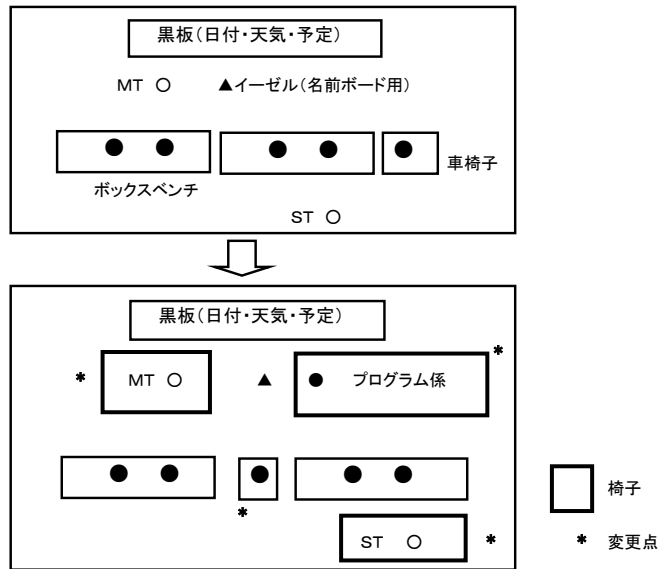 黒板(日付・天気・予定)
MT ○ ▲イーゼル(名前ボード用)
車椅子
ボックスベンチ
ST ○
黒板(日付・天気・予定)
*
* MT ○ ▲ ● プログラム係
*
椅子
ST ○ *
* 変更点